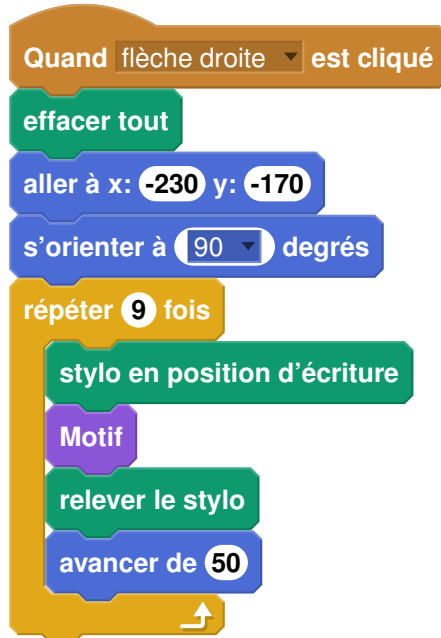 Quand flèche droite est cliqué
effacer tout
aller à x: -230 y: -170
s'orienter à 90 degrés
répéter 9 fois
stylo en position d'écriture
Motif
relever le stylo
avancer de 50